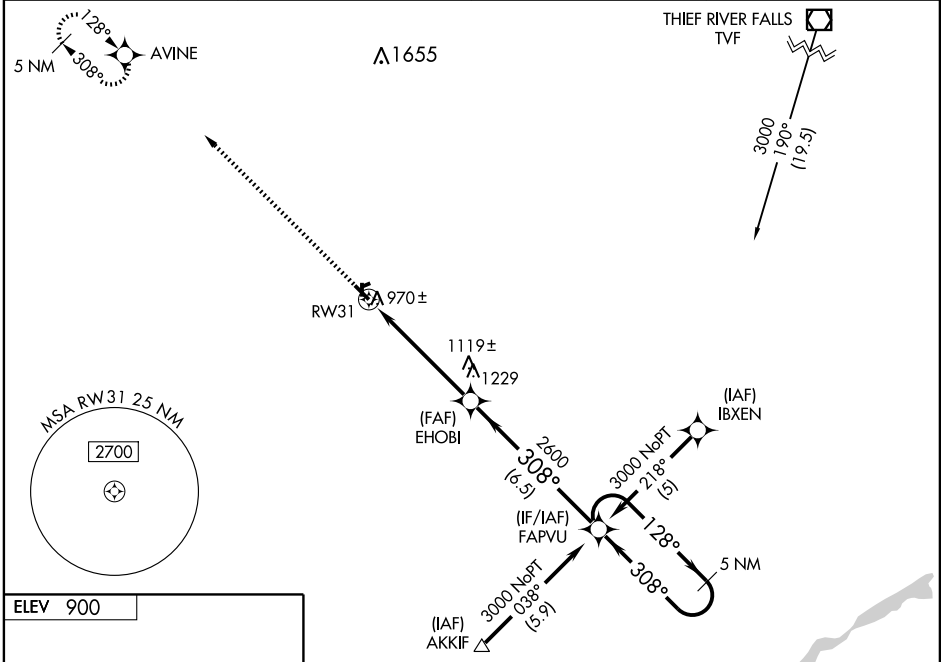 128°
AVINE
5 NM
308°
1655
THIEF RIVER FALLS
TVF
3000
190°
(19.5)
RW31
970±
1119±
1229
(FAF)
EHOBI
(IAF)
IBXEN
MSA RW31 25 NM
2700
2600
308°
(6.5)
3000 NoPT
218°
(5)
(IF/IAF)
FAPVU
128°
308°
5 NM
3000 NoPT
038°
(5.9)
(IAF)
AKKIF
ELEV 900